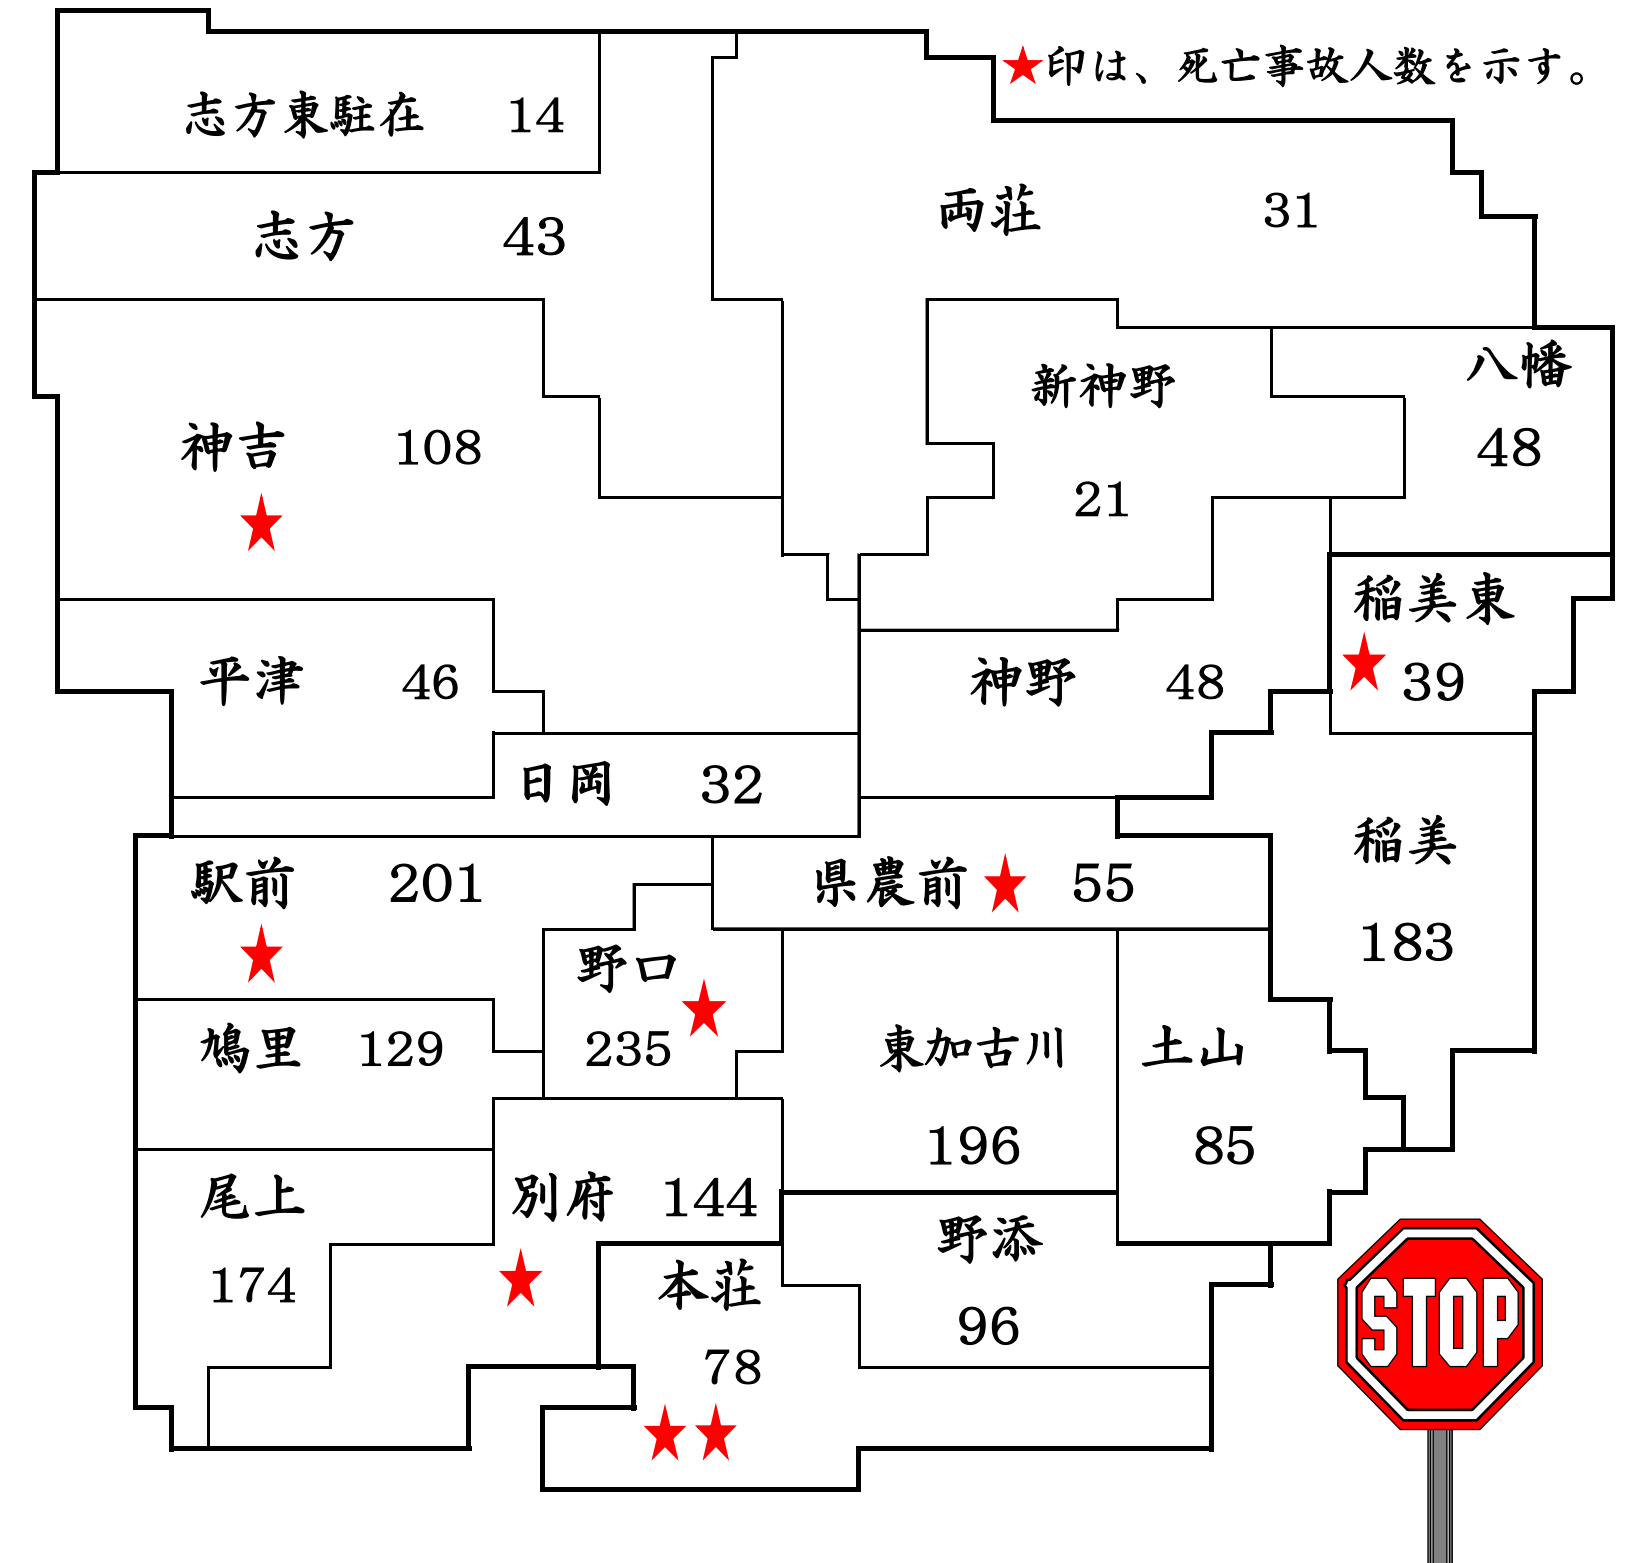 ★印は、死亡事故人数を示す。
志方東駐在 14
志方 43
両荘 31
新神野
21
八幡
48
神吉 108
★
稲美東
★ 39
平津 46
神野 48
日岡 32
稲美
183
駅前 201
★
県農前 ★ 55
野口
★
235
鳩里 129
東加古川
196
土山
85
尾上
174
別府 144
★
野添
96
本荘
78
★★
STOP